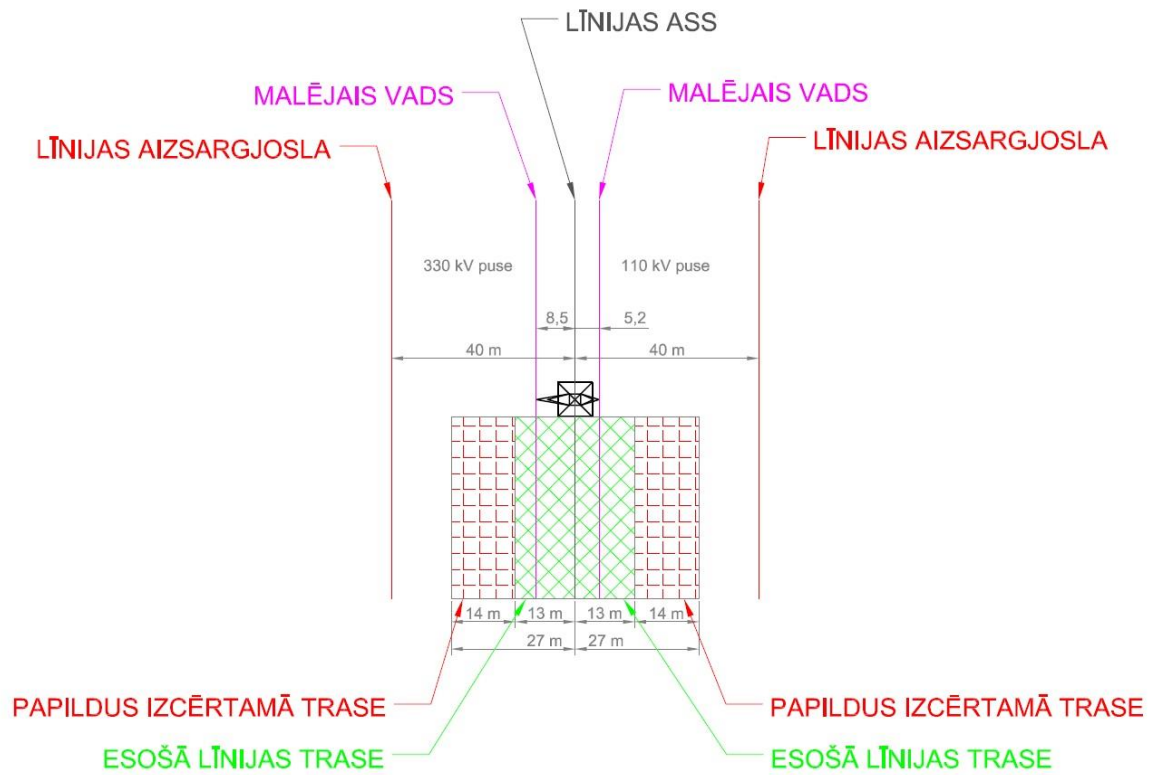 LĪNIJAS ASS
MALĒJAIS VADS
MALĒJAIS VADS
LĪNIJAS AIZSARGJOSLA
LĪNIJAS AIZSARGJOSLA
330 kV puse
110 kV puse
8,5
5,2
40 m
40 m
14 m
13 m
13 m
14 m
27 m
27 m
PAPILDUS IZCĒRTAMĀ TRASE
PAPILDUS IZCĒRTAMĀ TRASE
ESOŠĀ LĪNIJAS TRASE
ESOŠĀ LĪNIJAS TRASE